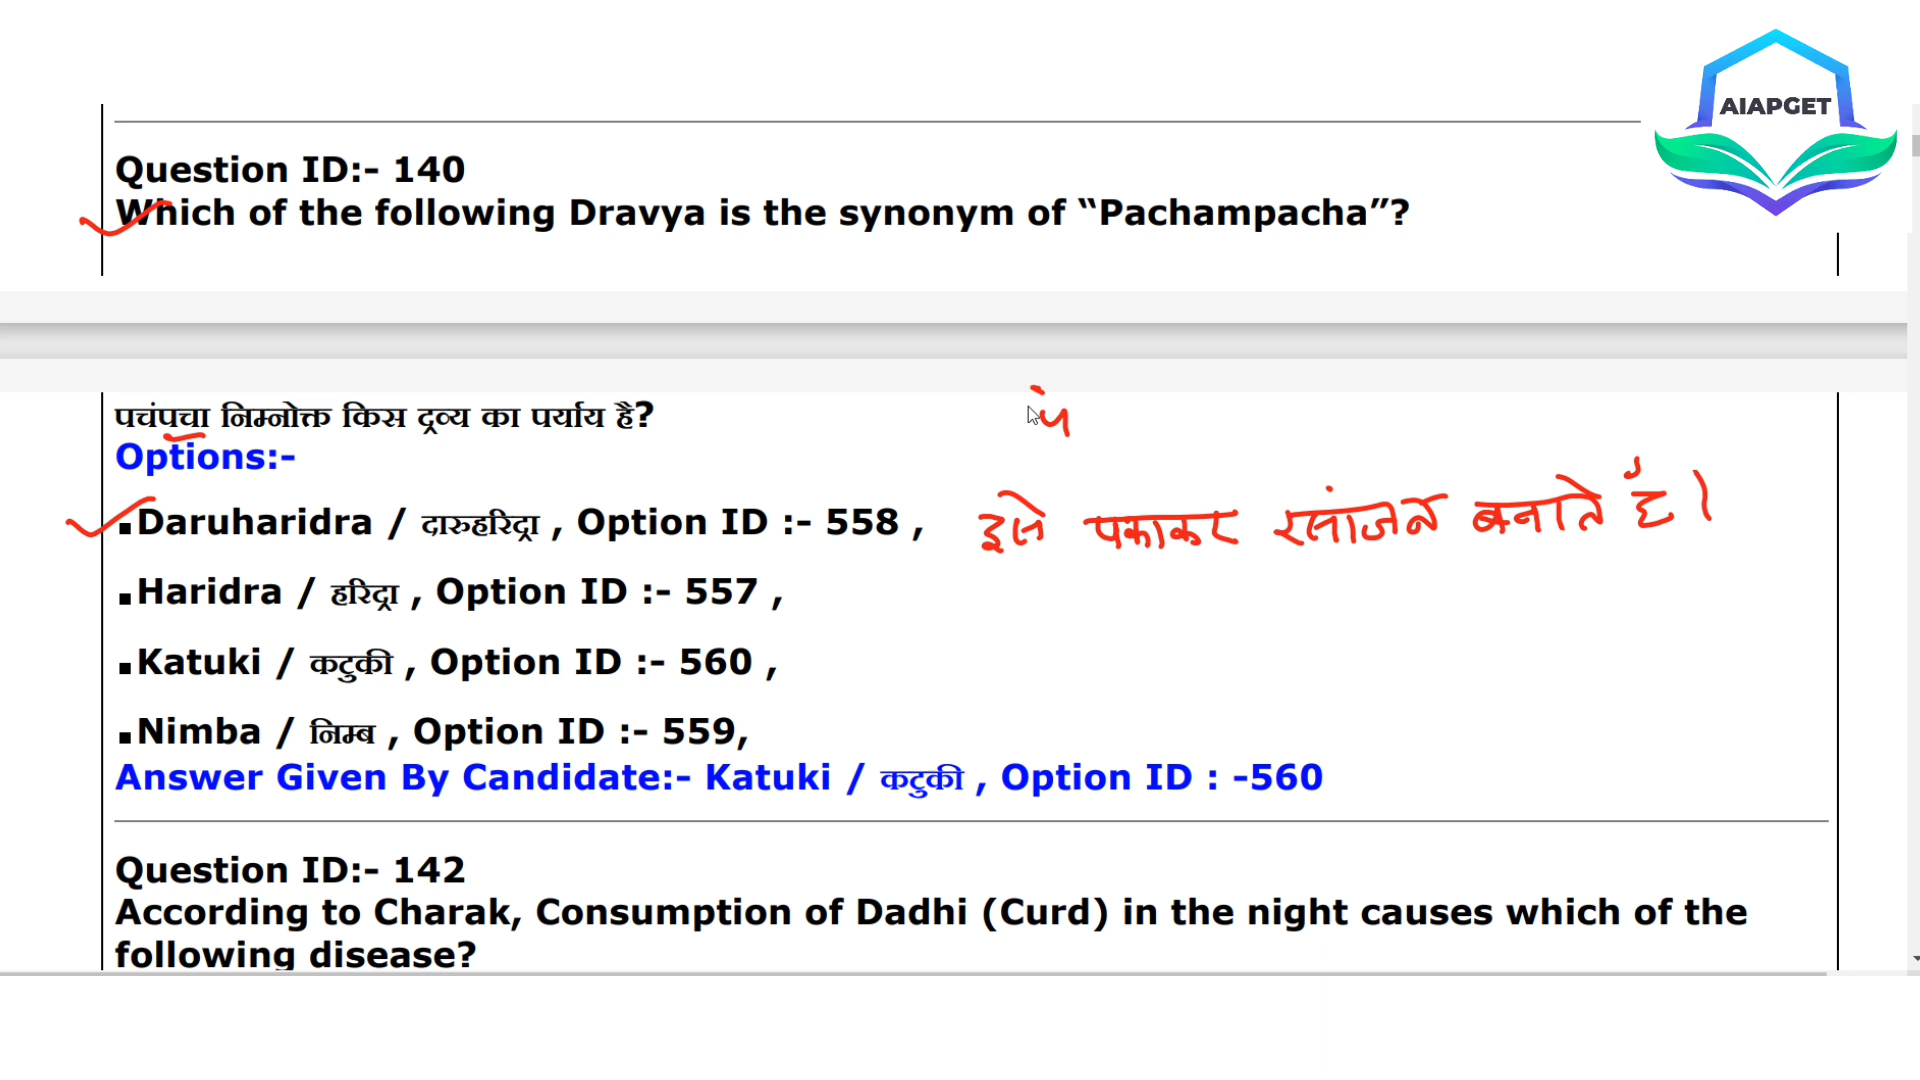 AIAPGET
Question ID:- 140
Which of the following Dravya is the synonym of “Pachampacha”?
पचंपचा निम्नोक्त किस द्रव्य का पर्याय है?
पं
Options:-
▪Daruharidra / दारुहरिद्रा , Option ID :- 558 ,
इसे पकाकर रसांजन बनाते हैं।
▪Haridra / हरिद्रा , Option ID :- 557 ,
▪Katuki / कटुकी , Option ID :- 560 ,
▪Nimba / निम्ब , Option ID :- 559,
Answer Given By Candidate:- Katuki / कटुकी , Option ID : -560
Question ID:- 142
According to Charak, Consumption of Dadhi (Curd) in the night causes which of the
following disease?